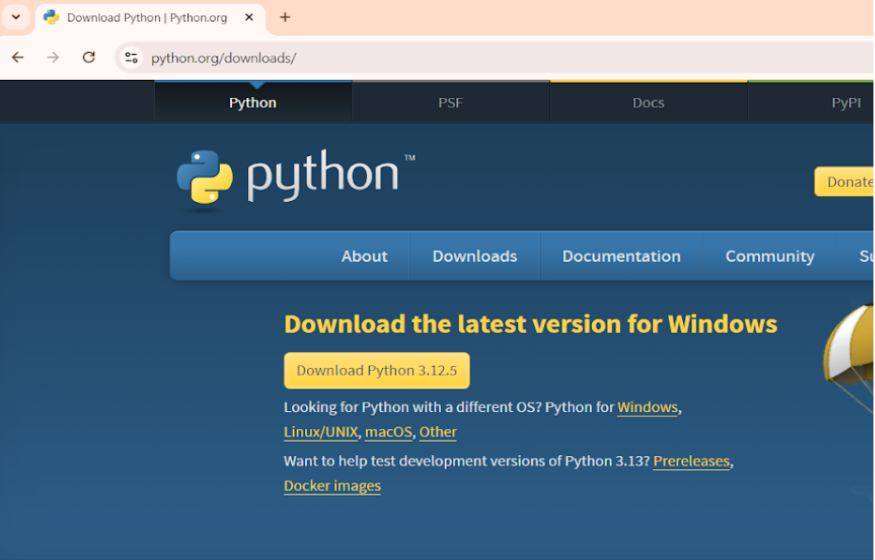 Download Python | Python.org
python.org/downloads/
Python PSF Docs PyPI
python™
Donate
About Downloads Documentation Community Su
Download the latest version for Windows
Download Python 3.12.5
Looking for Python with a different OS? Python for Windows,
Linux/UNIX, macOS, Other
Want to help test development versions of Python 3.13? Prereleases,
Docker images